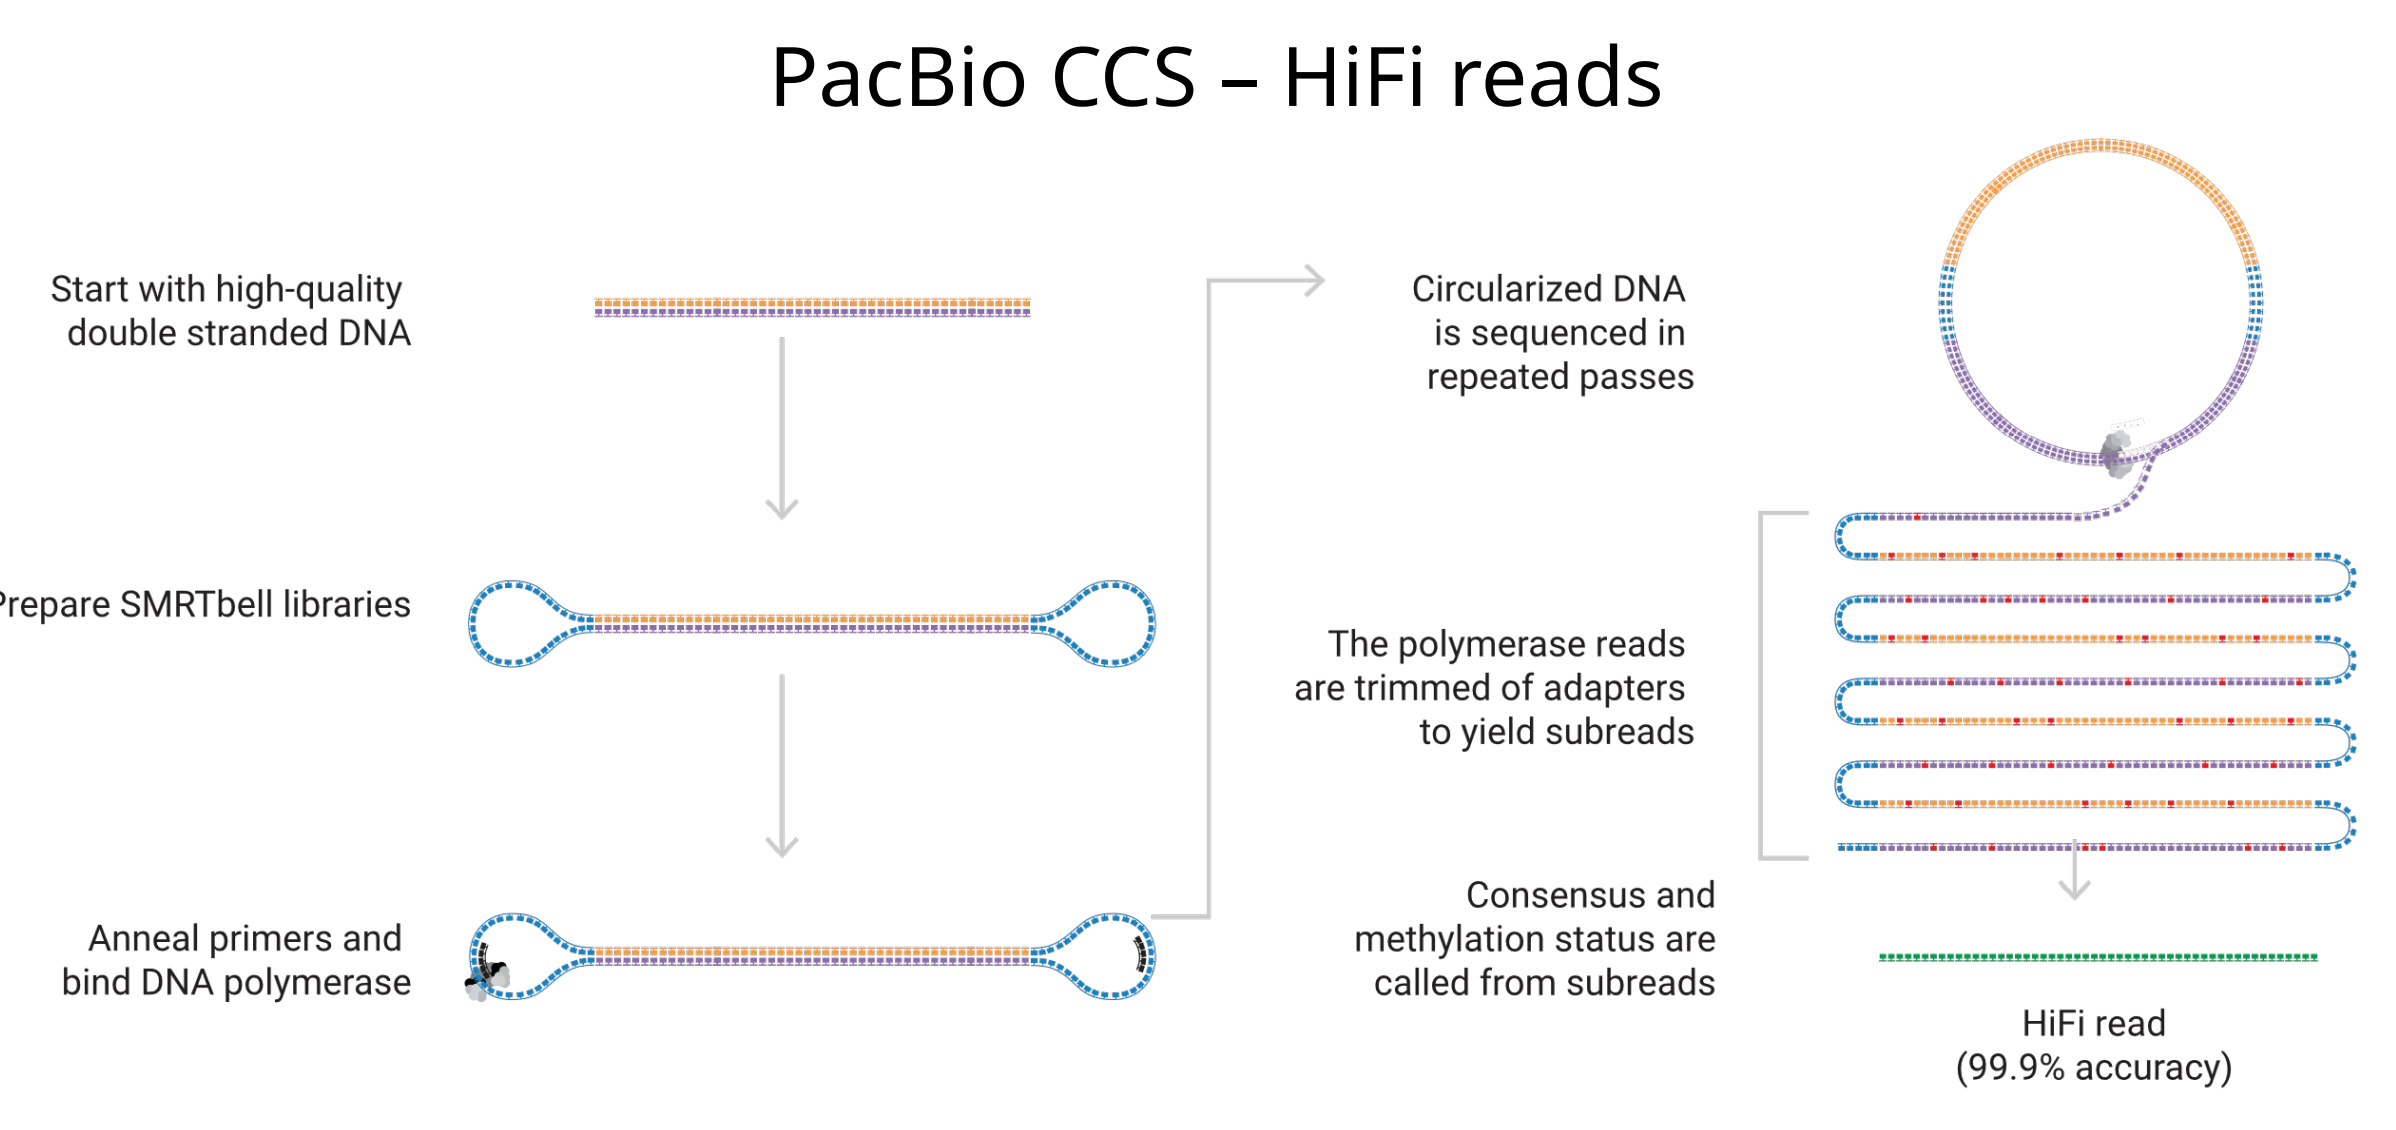 PacBio CCS – HiFi reads
Start with high-quality
double stranded DNA
Prepare SMRTbell libraries
Anneal primers and
bind DNA polymerase
Circularized DNA
is sequenced in
repeated passes
The polymerase reads
are trimmed of adapters
to yield subreads
Consensus and
methylation status are
called from subreads
HiFi read
(99.9% accuracy)